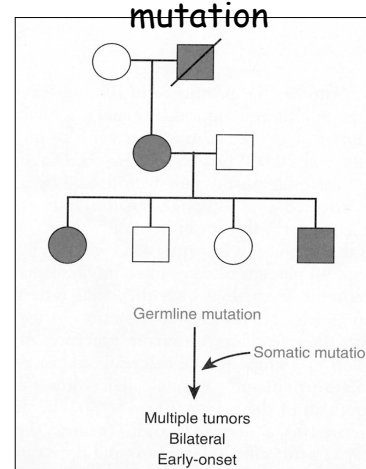 mutation
Germline mutation
Somatic mutatio
Multiple tumors
Bilateral
Early-onset